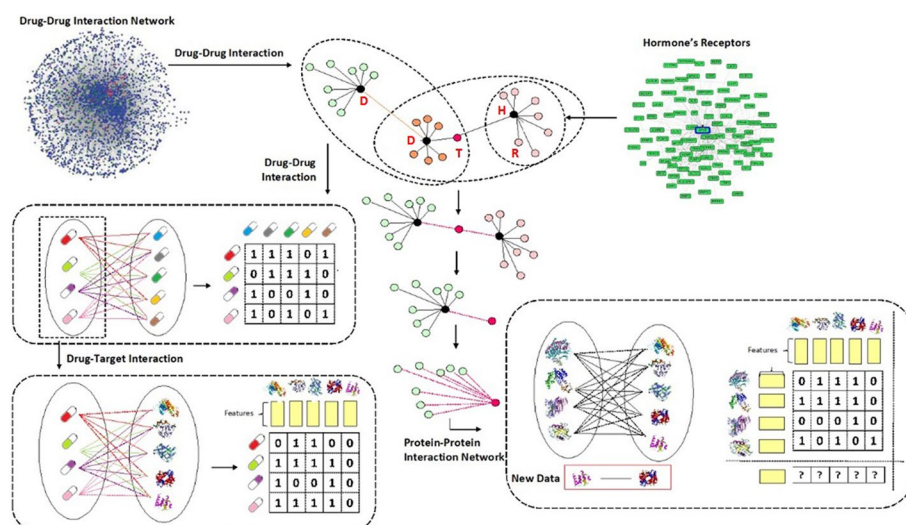 Drug-Drug Interaction Network
Drug-Drug Interaction
Hormone's Receptors
D
H
D
T
R
Drug-Drug
Interaction
1 1 1 0 1
0 1 1 1 0
1 0 0 1 0
1 0 1 0 1
Drug-Target Interaction
Features
0 1 1 0 0
1 1 1 1 0
1 0 0 1 0
1 1 1 1 0
Protein-Protein
Interaction Network
Features
0 1 1 1 0
1 1 1 1 0
0 0 0 1 0
1 0 1 0 1
? ? ? ? ?
New Data